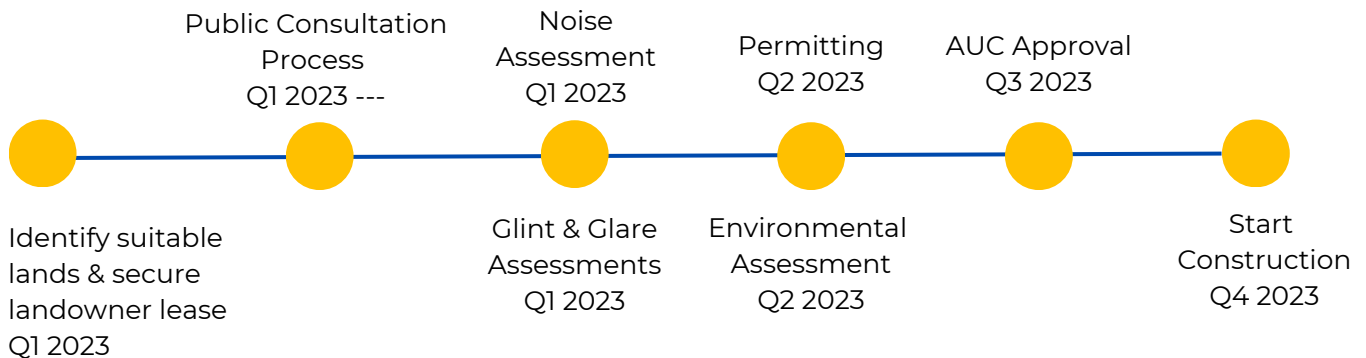 Public Consultation
Process
Q1 2023 ---
Noise
Assessment
Q1 2023
Permitting
Q2 2023
AUC Approval
Q3 2023
Identify suitable
lands & secure
landowner lease
Q1 2023
Glint & Glare
Assessments
Q1 2023
Environmental
Assessment
Q2 2023
Start
Construction
Q4 2023